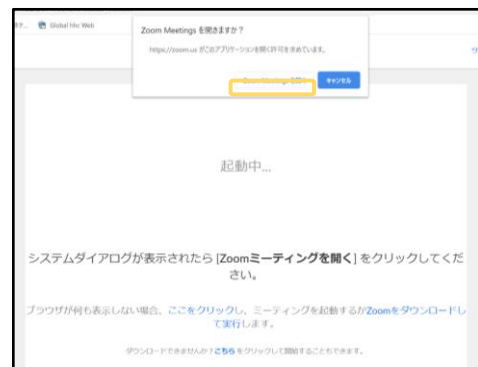 Global Hte Web
Zoom Meetings を開きますか？
https://zoom.us がこのアプリケーションを開く許可を求めています。
Zoom Meetings
キャンセル
サ
起動中...
システムダイアログが表示されたら [Zoomミーティングを開く] をクリックしてくだ
さい。
ブラウザが何も表示しない場合、ここをクリックし、ミーティングを起動するかZoomをダウンロードし
て実行します。
ダウンロードできませんか？こちら をクリックして開始することもできます。